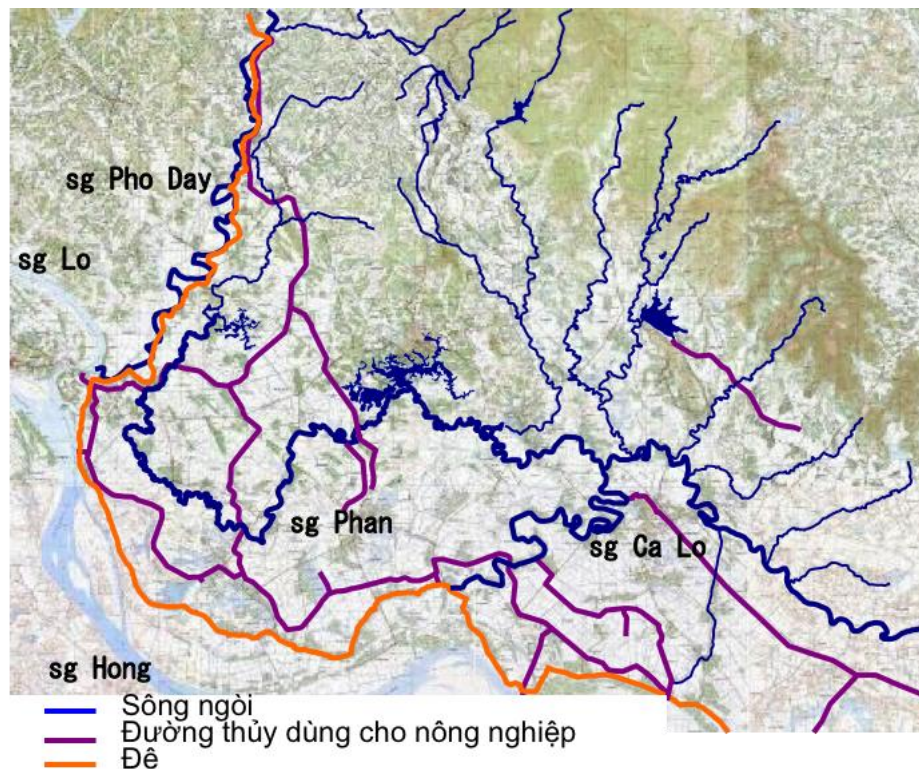 sg Pho Day
sg Lo
sg Phan
sg Ca Lo
sg Hong
Sông ngòi
Đường thủy dùng cho nông nghiệp
Đê